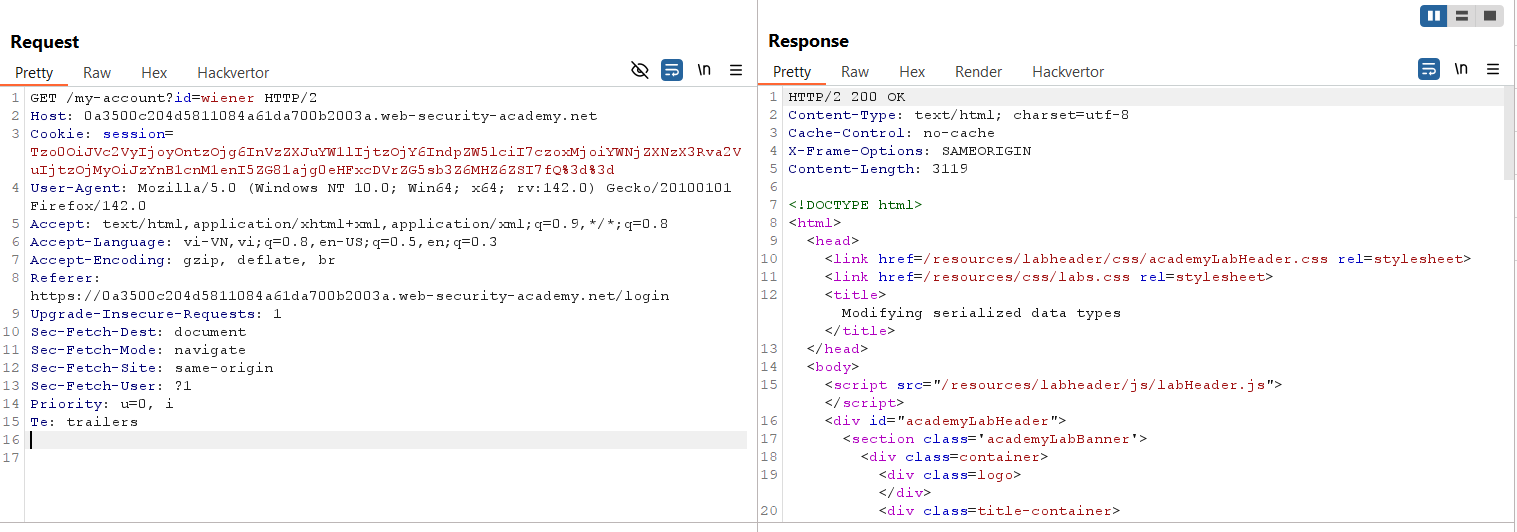 Request
Pretty Raw Hex Hackvertor
\n
1 GET /my-account?id=wiener HTTP/2
2 Host: 0a3500c204d5811084a61da700b2003a.web-security-academy.net
3 Cookie: session=
Tzo0OiJVc2VyIjoyOntzOjg6InVzZXJuYW1lIjtzOjY6IndpZW5lciI7czoxMjoiYWNjZXNzX3Rva2V
uIjtzOjMyOiJzYnB1cnM1enI5ZG81ajg0eHFxcDVrZG5sb3Z6MHZ6ZSI7fQ%3d%3d
4 User-Agent: Mozilla/5.0 (Windows NT 10.0; Win64; x64; rv:142.0) Gecko/20100101
Firefox/142.0
5 Accept: text/html,application/xhtml+xml,application/xml;q=0.9,*/*;q=0.8
6 Accept-Language: vi-VN,vi;q=0.8,en-US;q=0.5,en;q=0.3
7 Accept-Encoding: gzip, deflate, br
8 Referer:
https://0a3500c204d5811084a61da700b2003a.web-security-academy.net/login
9 Upgrade-Insecure-Requests: 1
10 Sec-Fetch-Dest: document
11 Sec-Fetch-Mode: navigate
12 Sec-Fetch-Site: same-origin
13 Sec-Fetch-User: ?1
14 Priority: u=0, i
15 Te: trailers
16
17
Response
Pretty Raw Hex Render Hackvertor
\n
1 HTTP/2 200 OK
2 Content-Type: text/html; charset=utf-8
3 Cache-Control: no-cache
4 X-Frame-Options: SAMEORIGIN
5 Content-Length: 3119
6
7 <!DOCTYPE html>
8 <html>
9 <head>
10 <link href=/resources/labheader/css/academyLabHeader.css rel=stylesheet>
11 <link href=/resources/css/labs.css rel=stylesheet>
12 <title>
Modifying serialized data types
</title>
13 </head>
14 <body>
15 <script src="/resources/labheader/js/labHeader.js">
</script>
16 <div id="academyLabHeader">
17 <section class='academyLabBanner'>
18 <div class=container>
19 <div class=logo>
</div>
20 <div class=title-container>